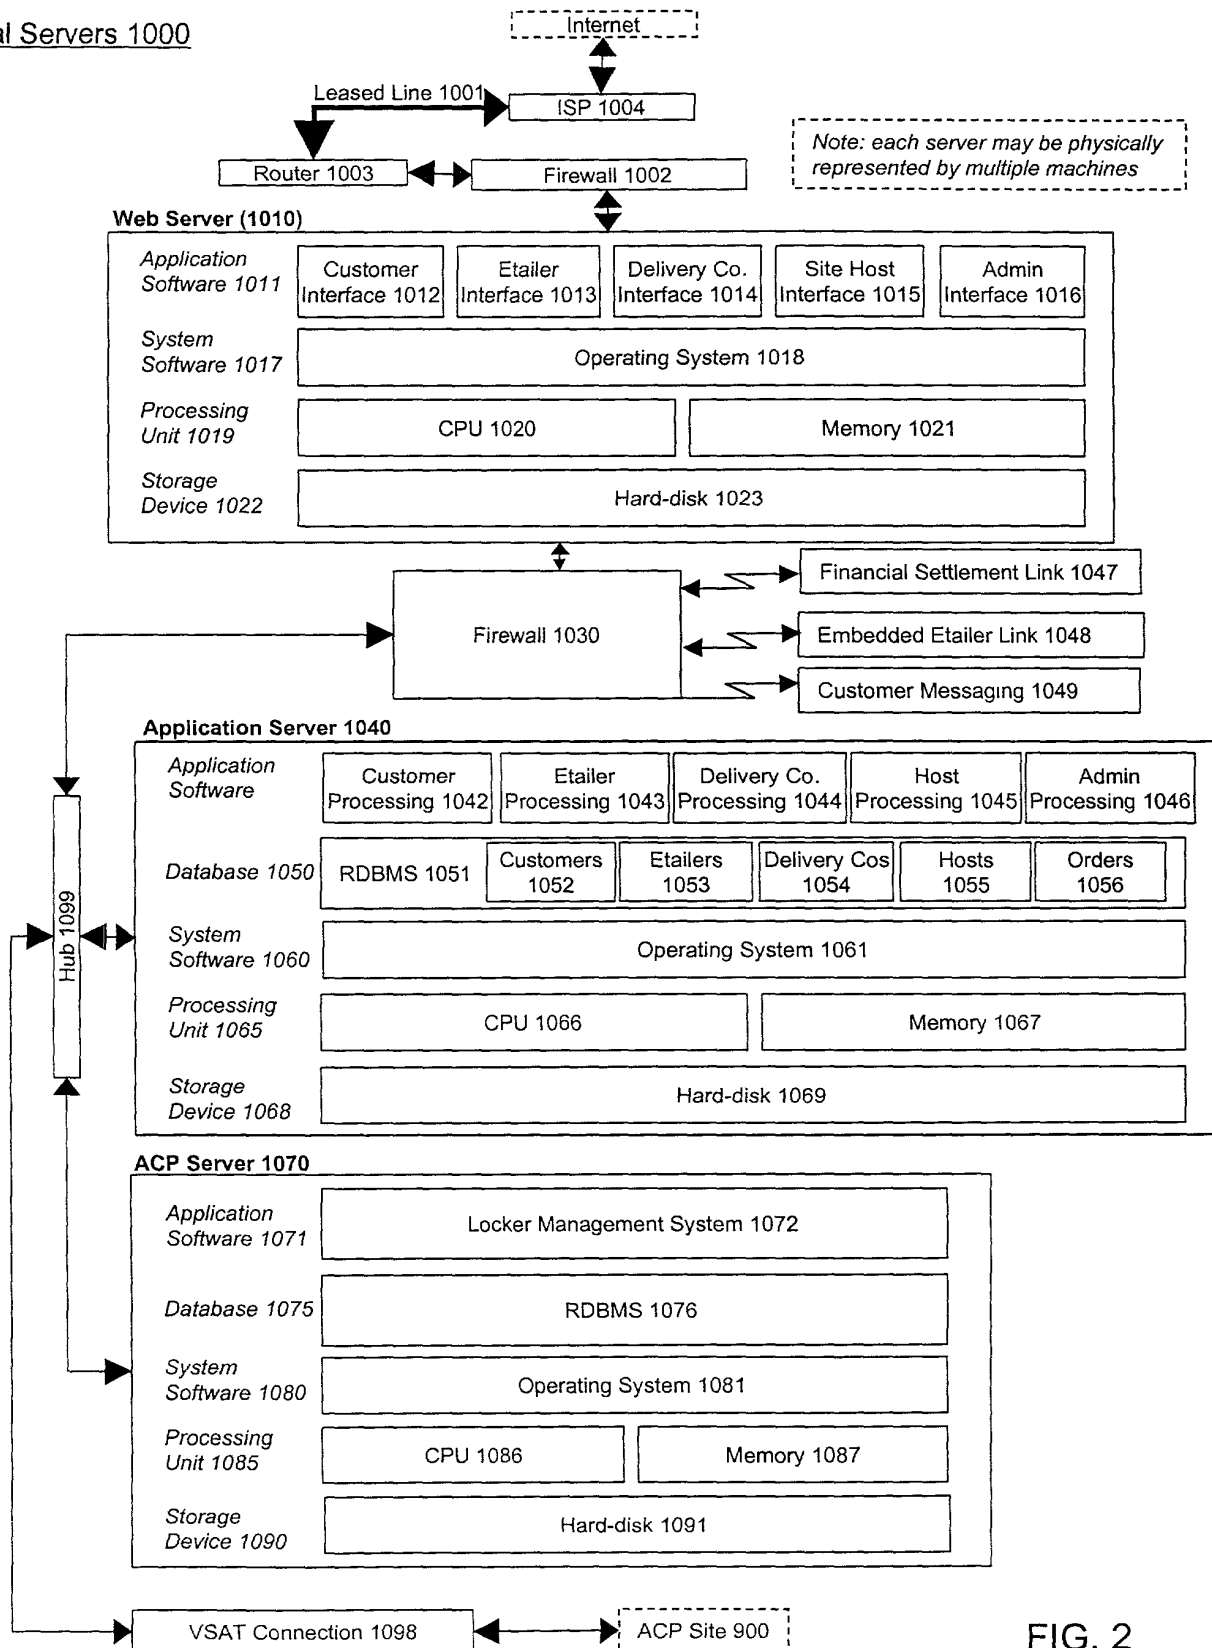 al Servers 1000
Internet
Leased Line 1001
ISP 1004
Note: each server may be physically
represented by multiple machines
Router 1003
Firewall 1002
Web Server (1010)
Application
Software 1011
Customer
Interface 1012
Etailer
Interface 1013
Delivery Co.
Interface 1014
Site Host
Interface 1015
Admin
Interface 1016
System
Software 1017
Operating System 1018
Processing
Unit 1019
CPU 1020
Memory 1021
Storage
Device 1022
Hard-disk 1023
Firewall 1030
Financial Settlement Link 1047
Embedded Etailer Link 1048
Customer Messaging 1049
Application Server 1040
Application
Software
Customer
Processing 1042
Etailer
Processing 1043
Delivery Co.
Processing 1044
Host
Processing 1045
Admin
Processing 1046
Database 1050
RDBMS 1051
Customers
1052
Etailers
1053
Delivery Cos
1054
Hosts
1055
Orders
1056
Hub 1099
System
Software 1060
Operating System 1061
Processing
Unit 1065
CPU 1066
Memory 1067
Storage
Device 1068
Hard-disk 1069
ACP Server 1070
Application
Software 1071
Locker Management System 1072
Database 1075
RDBMS 1076
System
Software 1080
Operating System 1081
Processing
Unit 1085
CPU 1086
Memory 1087
Storage
Device 1090
Hard-disk 1091
VSAT Connection 1098
ACP Site 900
FIG. 2